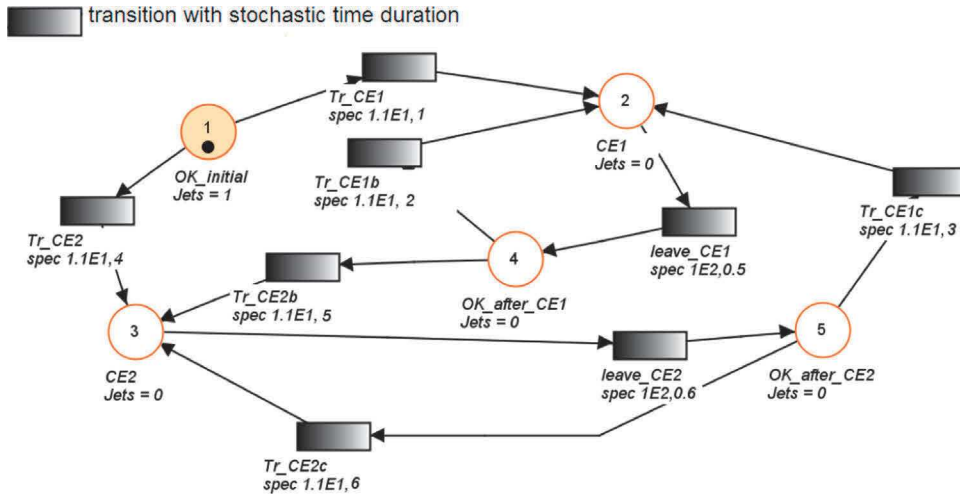 transition with stochastic time duration
Tr_CE1
spec 1.1E1,1
1
OK_initial
Jets = 1
2
CE1
Jets = 0
Tr_CE1b
spec 1.1E1, 2
Tr_CE1c
spec 1.1E1,3
Tr_CE2
spec 1.1E1,4
leave_CE1
spec 1E2,0.5
4
OK_after_CE1
Jets = 0
Tr_CE2b
spec 1.1E1, 5
3
CE2
Jets = 0
leave_CE2
spec 1E2,0.6
5
OK_after_CE2
Jets = 0
Tr_CE2c
spec 1.1E1,6